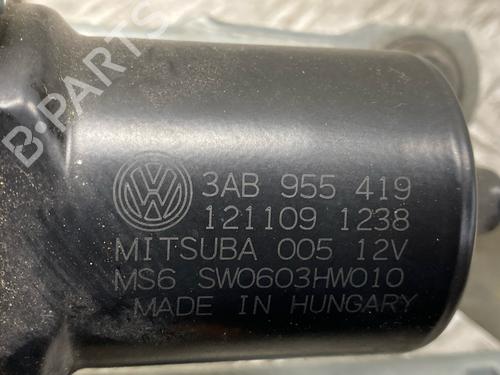 B-PARTS
3AB 955 419
121109 1238
MITSUBA 005 12V
MS6 SW0603HW010
MADE IN HUNGARY